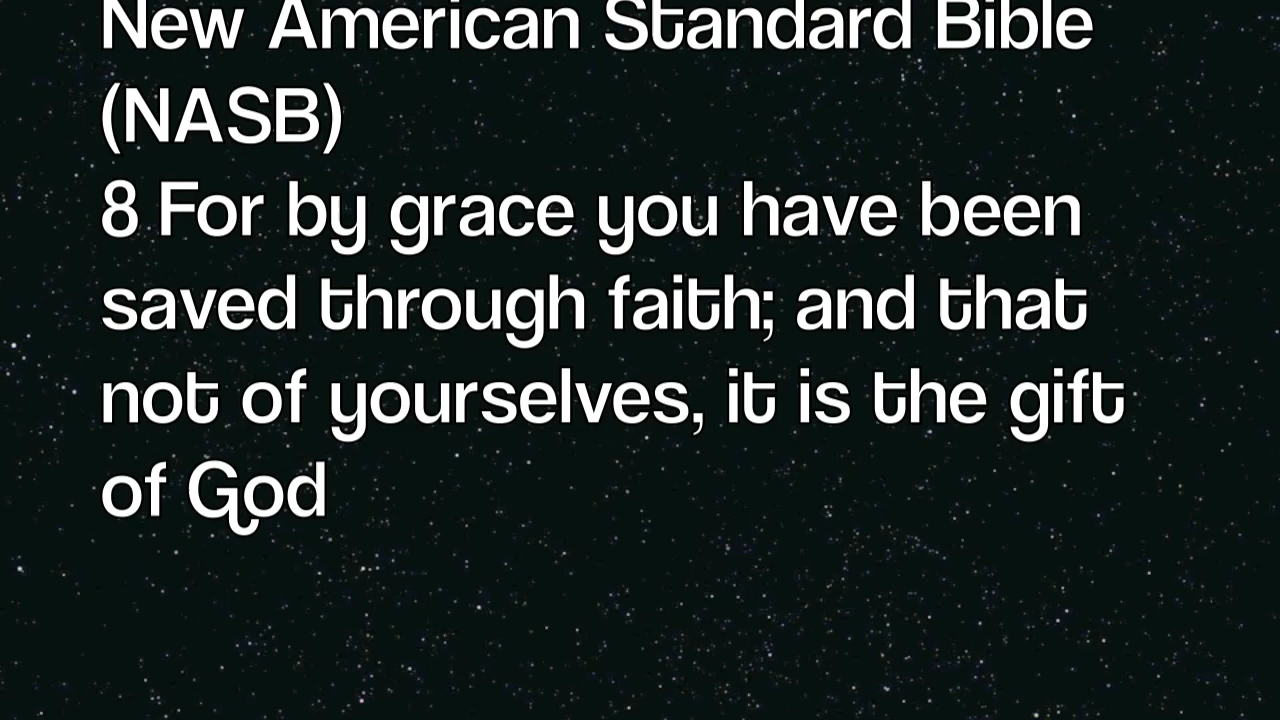 New American Standard Bible
(NASB)
8 For by grace you have been
saved through faith; and that
not of yourselves, it is the gift
of God